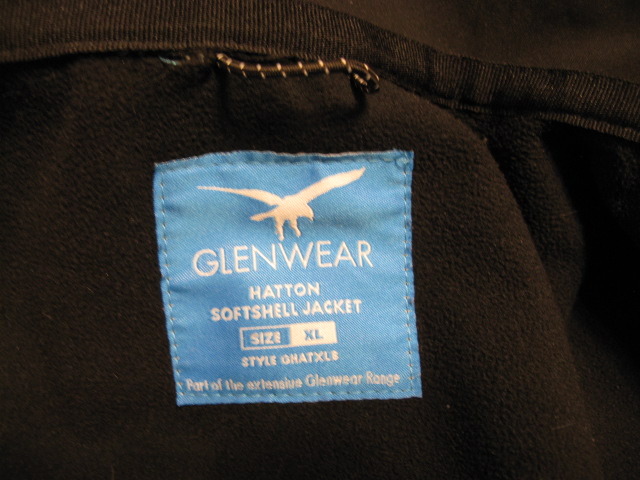 GLENWEAR
HATTON
SOFTSHELL JACKET
SIZE XL
STYLE GHATXLB
Part of the extensive Glenwear Range